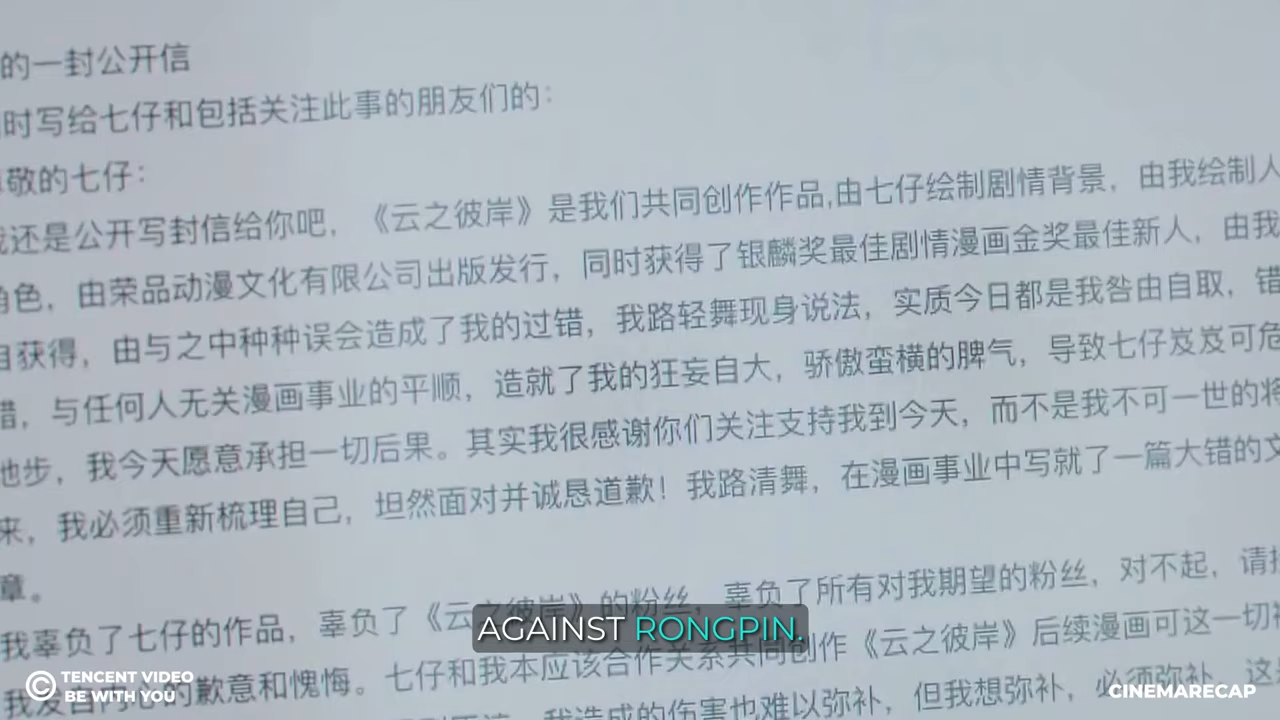 的一封公开信
时写给七仔和包括关注此事的朋友们的：
敬的七仔：
还是公开写封信给你吧，《云之彼岸》是我们共同创作作品,由七仔绘制剧情背景，由我绘制人
角色，由荣品动漫文化有限公司出版发行，同时获得了银麟奖最佳剧情漫画金奖最佳新人，由我
自获得，由与之中种种误会造成了我的过错，我路轻舞现身说法，实质今日都是我咎由自取，错
错，与任何人无关漫画事业的平顺，造就了我的狂妄自大，骄傲蛮横的脾气，导致七仔岌岌可危
地步，我今天愿意承担一切后果。其实我很感谢你们关注支持我到今天，而不是我不可一世的将
来，我必须重新梳理自己，坦然面对并诚恳道歉！我路清舞，在漫画事业中写就了一篇大错的文
章。
我辜负了七仔的作品，辜负了《云之彼岸》的粉丝，辜负了所有对我期望的粉丝，对不起，请接
AGAINST RONGPIN.
的歉意和愧悔。七仔和我本应该合作关系共同创作《云之彼岸》后续漫画可这一切
我造成的伤害也难以弥补，但我想弥补，必须弥补，这
© TENCENT VIDEO
BE WITH YOU
CINEMARECAP